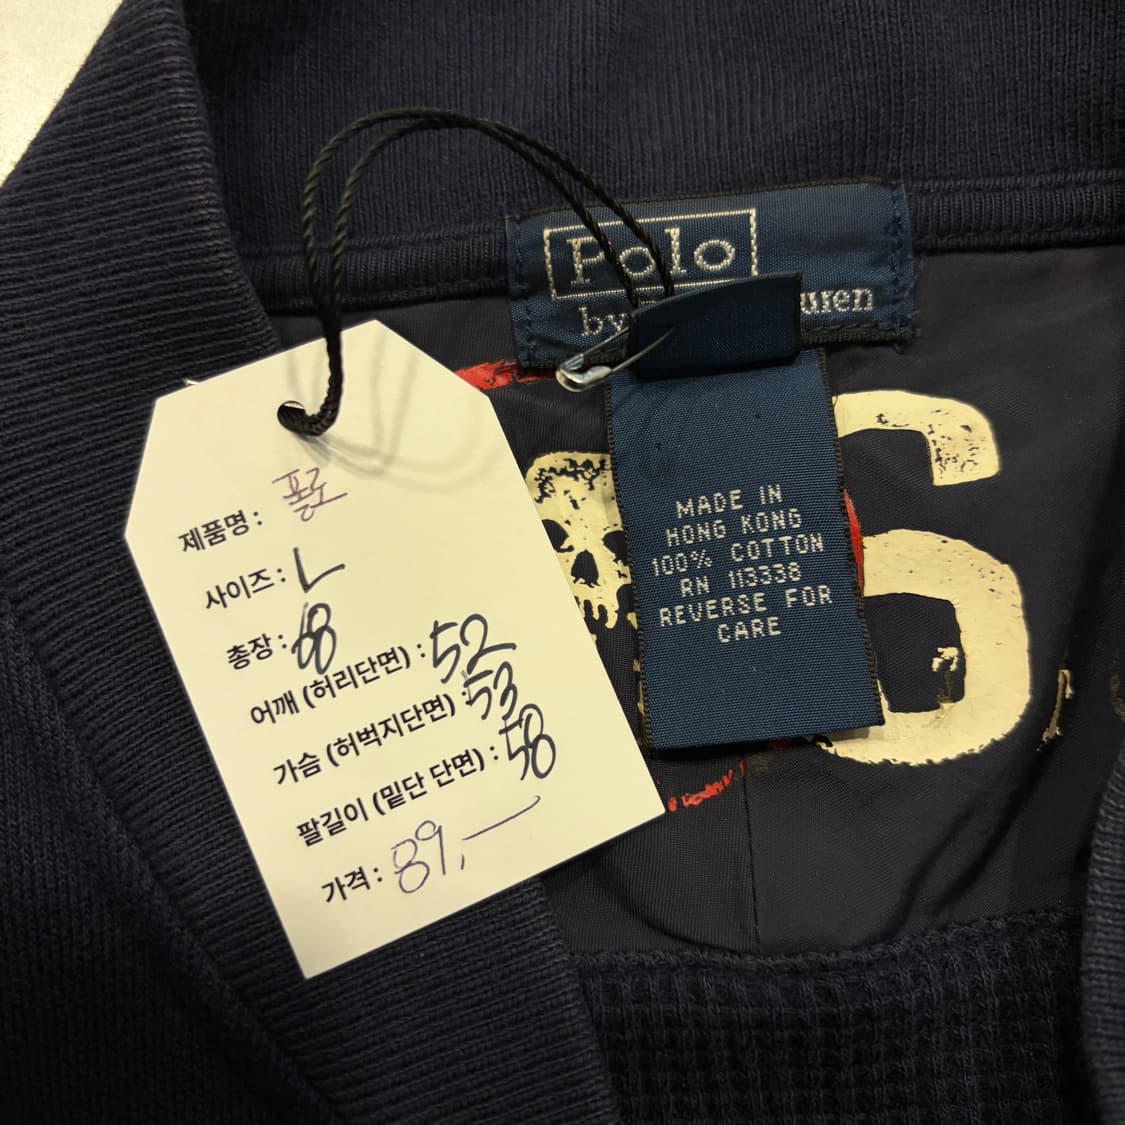 Polo
by uren
MADE IN
HONG KONG
100% COTTON
RN 113338
REVERSE FOR
CARE
6
제품명 : 폴로
사이즈 : L
총장 : 68
어깨 (허리단면) : 52
가슴 (허벅지단면) : 53
팔길이 (밑단 단면) : 58
가격 : 89,—